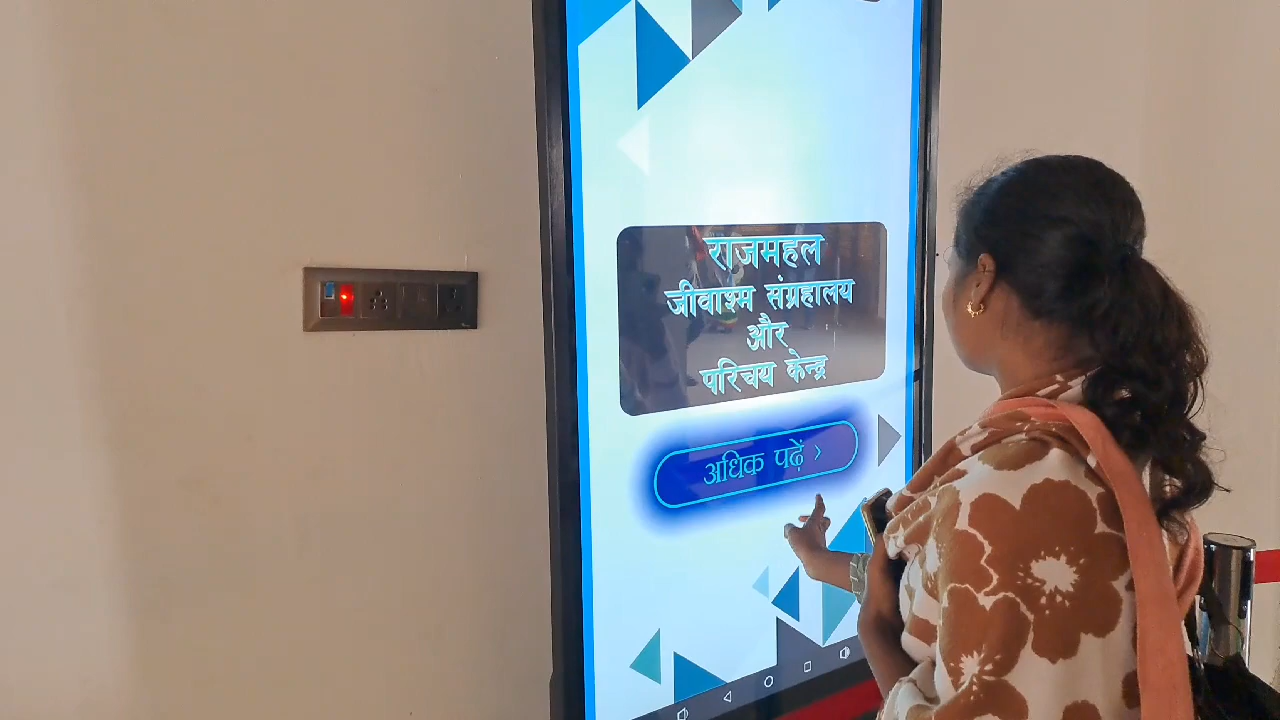 राजमहल
जीवाश्म संग्रहालय
और
परिचय केन्द्र
अधिक पढ़ें >